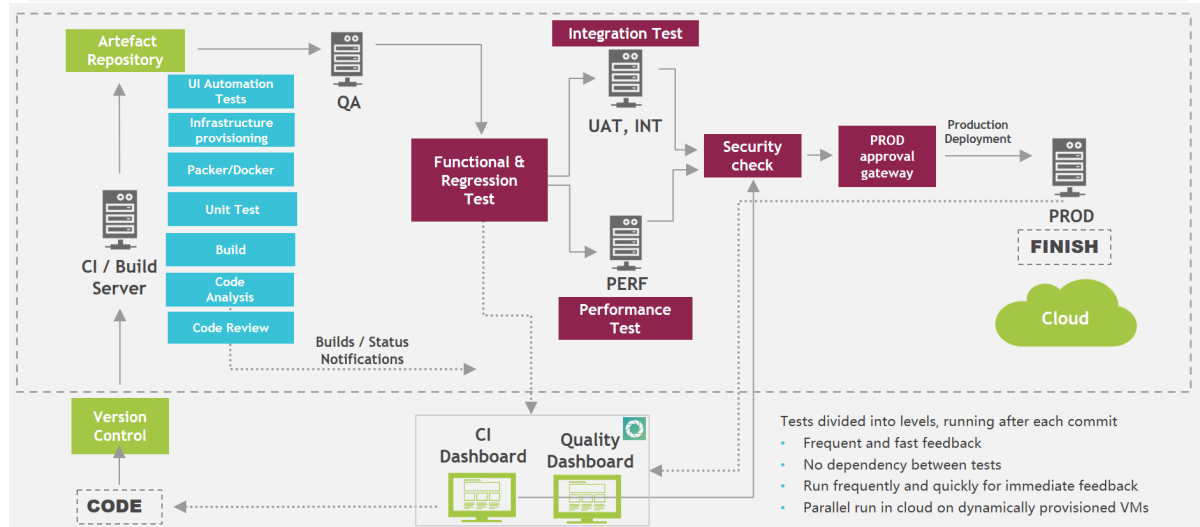 Artefact
Repository
UI Automation
Tests
Infrastructure
provisioning
Packer/Docker
Unit Test
Build
Code
Analysis
Code Review
CI / Build
Server
QA
Functional &
Regression
Test
Integration Test
UAT, INT
PERF
Performance
Test
Security
check
PROD
approval
gateway
Production
Deployment
PROD
FINISH
Cloud
Builds / Status
Notifications
Version
Control
CODE
CI
Dashboard
Quality
Dashboard
Tests divided into levels, running after each commit
• Frequent and fast feedback
• No dependency between tests
• Run frequently and quickly for immediate feedback
• Parallel run in cloud on dynamically provisioned VMs